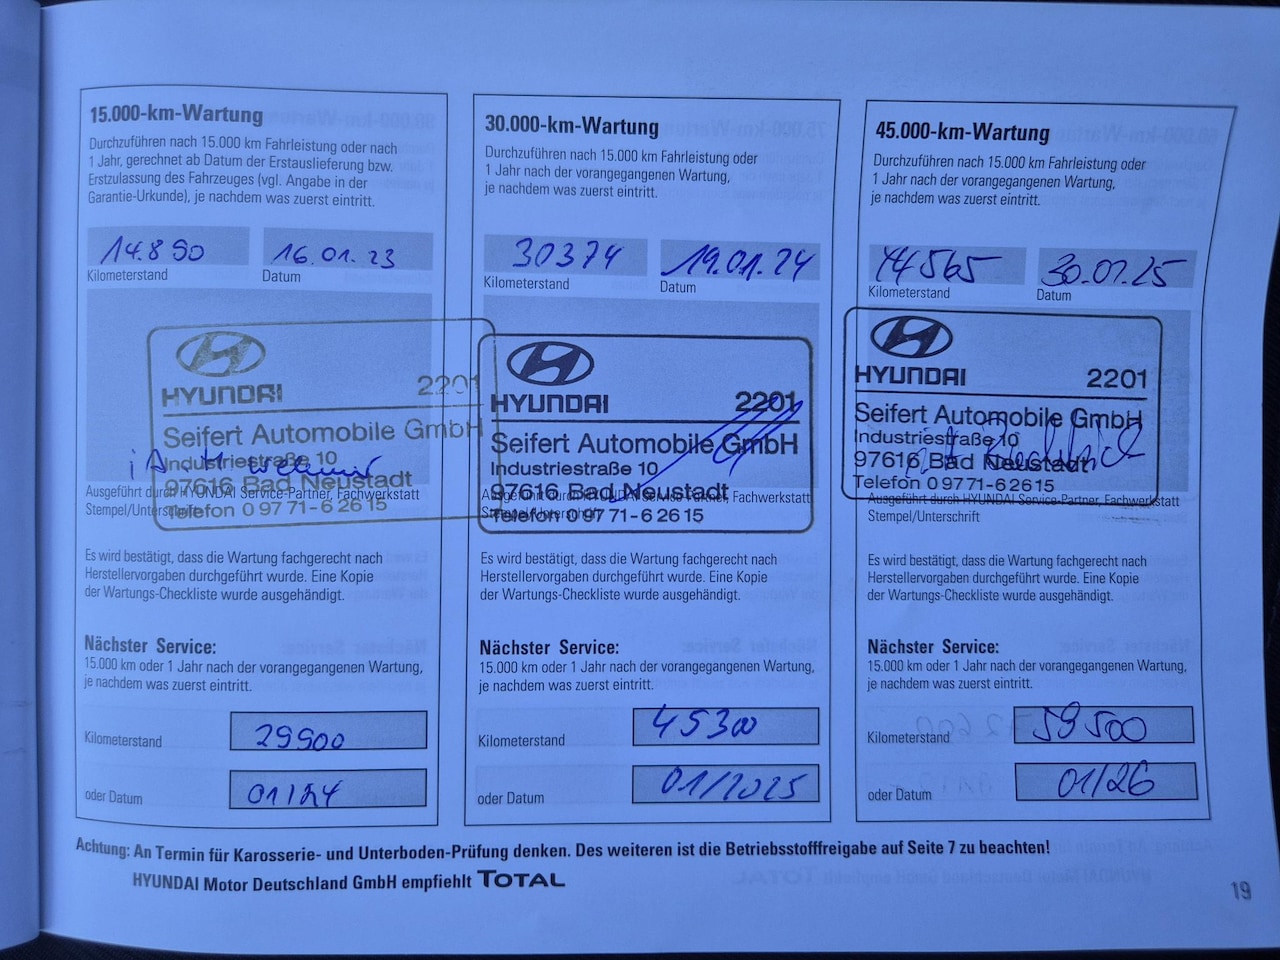 15.000-km-Wartung
Durchzuführen nach 15.000 km Fahrleistung oder nach
1 Jahr, gerechnet ab Datum der Erstauslieferung bzw.
Erstzulassung des Fahrzeuges (vgl. Angabe in der
Garantie-Urkunde), je nachdem was zuerst eintritt.
14.890 16.01.23
Kilometerstand Datum
HYUNDAI 2201
Seifert Automobile GmbH
Industriestraße 10
97616 Bad Neustadt
Telefon 0 97 71-6 26 15
Ausgeführt durch HYUNDAI Service-Partner, Fachwerkstatt
Stempel/Unterschrift
Es wird bestätigt, dass die Wartung fachgerecht nach
Herstellervorgaben durchgeführt wurde. Eine Kopie
der Wartungs-Checkliste wurde ausgehändigt.
Nächster Service:
15.000 km oder 1 Jahr nach der vorangegangenen Wartung,
je nachdem was zuerst eintritt.
Kilometerstand 29900
oder Datum 01/24
30.000-km-Wartung
Durchzuführen nach 15.000 km Fahrleistung oder
1 Jahr nach der vorangegangenen Wartung,
je nachdem was zuerst eintritt.
30374 19.01.24
Kilometerstand Datum
HYUNDAI 2201
Seifert Automobile GmbH
Industriestraße 10
97616 Bad Neustadt
Telefon 0 97 71-6 26 15
Ausgeführt durch HYUNDAI Service-Partner, Fachwerkstatt
Stempel/Unterschrift
Es wird bestätigt, dass die Wartung fachgerecht nach
Herstellervorgaben durchgeführt wurde. Eine Kopie
der Wartungs-Checkliste wurde ausgehändigt.
Nächster Service:
15.000 km oder 1 Jahr nach der vorangegangenen Wartung,
je nachdem was zuerst eintritt.
Kilometerstand 45300
oder Datum 01/2025
45.000-km-Wartung
Durchzuführen nach 15.000 km Fahrleistung oder
1 Jahr nach der vorangegangenen Wartung,
je nachdem was zuerst eintritt.
44565 30.01.25
Kilometerstand Datum
HYUNDAI 2201
Seifert Automobile GmbH
Industriestraße 10
97616 Bad Neustadt
Telefon 0 97 71-6 26 15
Ausgeführt durch HYUNDAI Service-Partner, Fachwerkstatt
Stempel/Unterschrift
Es wird bestätigt, dass die Wartung fachgerecht nach
Herstellervorgaben durchgeführt wurde. Eine Kopie
der Wartungs-Checkliste wurde ausgehändigt.
Nächster Service:
15.000 km oder 1 Jahr nach der vorangegangenen Wartung,
je nachdem was zuerst eintritt.
Kilometerstand 59500
oder Datum 01/26
Achtung: An Termin für Karosserie- und Unterboden-Prüfung denken. Des weiteren ist die Betriebsstofffreigabe auf Seite 7 zu beachten!
HYUNDAI Motor Deutschland GmbH empfiehlt TOTAL
19